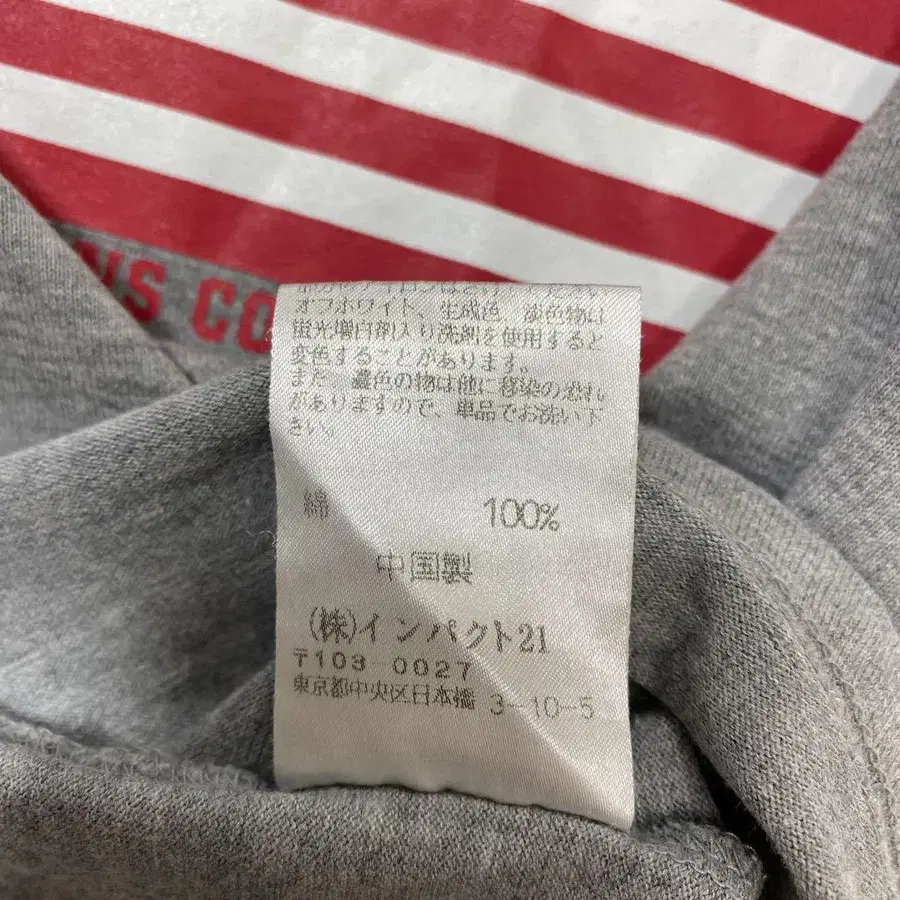 NS CO
オフホワイト、生成色、淡色物は
蛍光増白剤入り洗剤を使用すると
変色することがあります。
また、濃色の物は他に移染の恐れ
がありますので、単品でお洗い下
さい。
綿 100%
中国製
(株)インパクト21
〒103-0027
東京都中央区日本橋 3-10-5